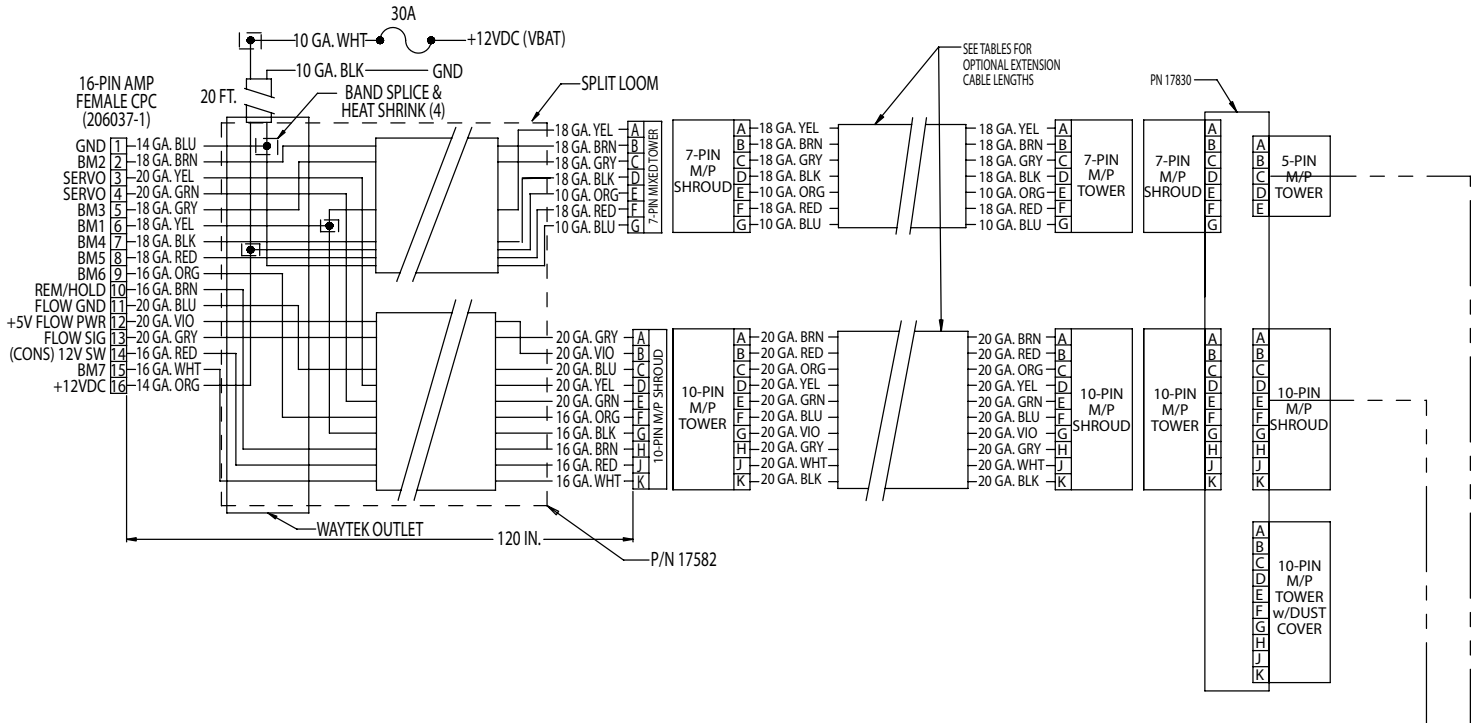 30A
10 GA. WHT
+12VDC (VBAT)
10 GA. BLK
GND
20 FT.
BAND SPLICE &
HEAT SHRINK (4)
SPLIT LOOM
SEE TABLES FOR
OPTIONAL EXTENSION
CABLE LENGTHS
PN 17830
16-PIN AMP
FEMALE CPC
(206037-1)
GND 1 14 GA. BLU
BM2 2 18 GA. BRN
SERVO 3 20 GA. YEL
SERVO 4 20 GA. GRN
BM3 5 18 GA. GRY
BM1 6 18 GA. YEL
BM4 7 18 GA. BLK
BM5 8 18 GA. RED
BM6 9 16 GA. ORG
REM/HOLD 10 16 GA. BRN
FLOW GND 11 20 GA. BLU
+5V FLOW PWR 12 20 GA. VIO
FLOW SIG 13 20 GA. GRY
(CONS) 12V SW 14 16 GA. RED
BM7 15 16 GA. WHT
+12VDC 16 14 GA. ORG
18 GA. YEL A
18 GA. BRN B
18 GA. GRY C
18 GA. BLK D
10 GA. ORG E
18 GA. RED F
10 GA. BLU G
7-PIN MIXED TOWER
7-PIN
M/P
SHROUD
A 18 GA. YEL
B 18 GA. BRN
C 18 GA. GRY
D 18 GA. BLK
E 10 GA. ORG
F 18 GA. RED
G 10 GA. BLU
18 GA. YEL A
18 GA. BRN B
18 GA. GRY C
18 GA. BLK D
10 GA. ORG E
18 GA. RED F
10 GA. BLU G
7-PIN
M/P
TOWER
7-PIN
M/P
SHROUD
A
B
C
D
E
F
G
A
B
C
D
E
5-PIN
M/P
TOWER
20 GA. GRY A
20 GA. VIO B
20 GA. BLU C
20 GA. YEL D
20 GA. GRN E
16 GA. ORG F
16 GA. BLK G
16 GA. BRN H
16 GA. RED J
16 GA. WHT K
10-PIN M/P SHROUD
10-PIN
M/P
TOWER
A 20 GA. BRN
B 20 GA. RED
C 20 GA. ORG
D 20 GA. YEL
E 20 GA. GRN
F 20 GA. BLU
G 20 GA. VIO
H 20 GA. GRY
J 20 GA. WHT
K 20 GA. BLK
20 GA. BRN A
20 GA. RED B
20 GA. ORG C
20 GA. YEL D
20 GA. GRN E
20 GA. BLU F
20 GA. VIO G
20 GA. GRY H
20 GA. WHT J
20 GA. BLK K
10-PIN
M/P
SHROUD
10-PIN
M/P
TOWER
A
B
C
D
E
F
G
H
J
K
A
B
C
D
E
F
G
H
J
K
10-PIN
M/P
SHROUD
WAYTEK OUTLET
120 IN.
P/N 17582
A
B
C
D
E
F
G
H
J
K
10-PIN
M/P
TOWER
w/DUST
COVER